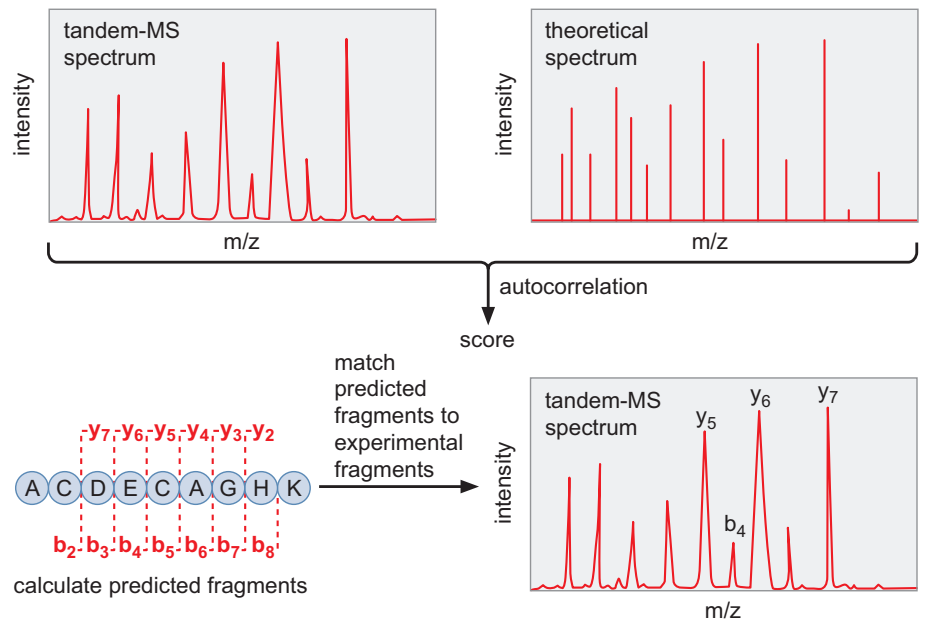 tandem-MS
spectrum
intensity
m/z
theoretical
spectrum
intensity
m/z
autocorrelation
score
match
predicted
fragments to
experimental
fragments
y7 y6 y5 y4 y3 y2
A C D E C A G H K
b2 b3 b4 b5 b6 b7 b8
calculate predicted fragments
tandem-MS
spectrum
y5
y6
y7
b4
intensity
m/z